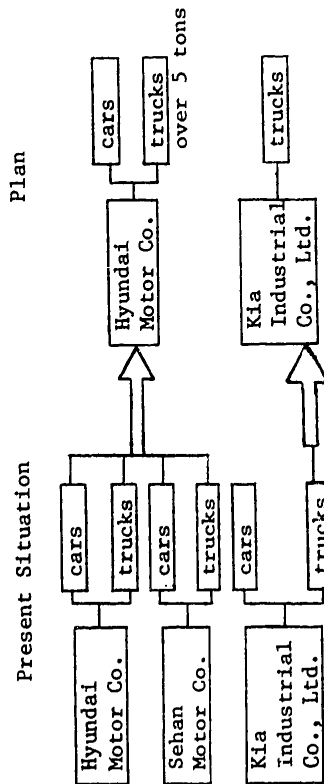 Present Situation
Plan
Hyundai
Motor Co.
cars
trucks
Sehan
Motor Co.
cars
trucks
Kia
Industrial
Co., Ltd.
cars
trucks
Hyundai
Motor Co.
cars
trucks
over 5 tons
Kia
Industrial
Co., Ltd.
trucks